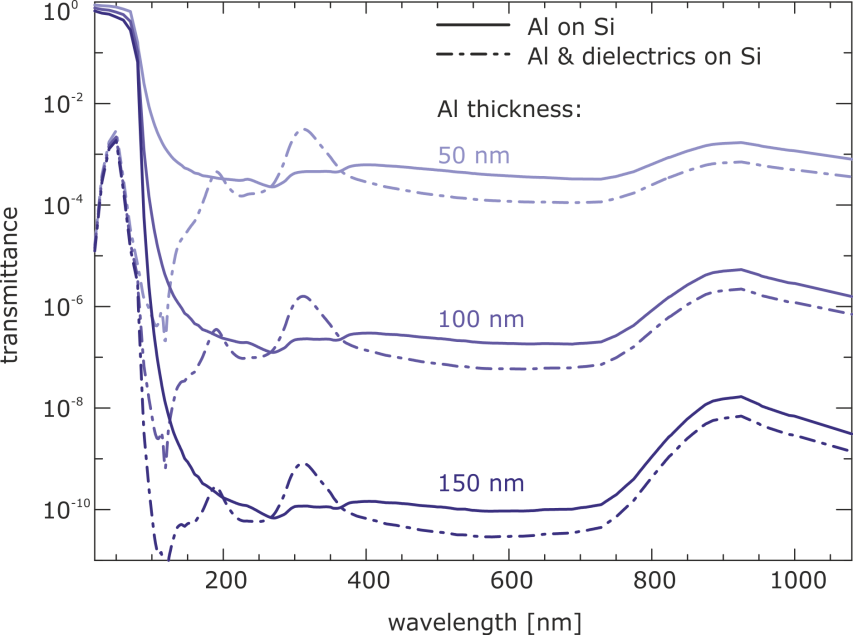 Al on Si
Al & dielectrics on Si
Al thickness:
50 nm
100 nm
150 nm
transmittance
10^0
10^-2
10^-4
10^-6
10^-8
10^-10
200 400 600 800 1000
wavelength [nm]